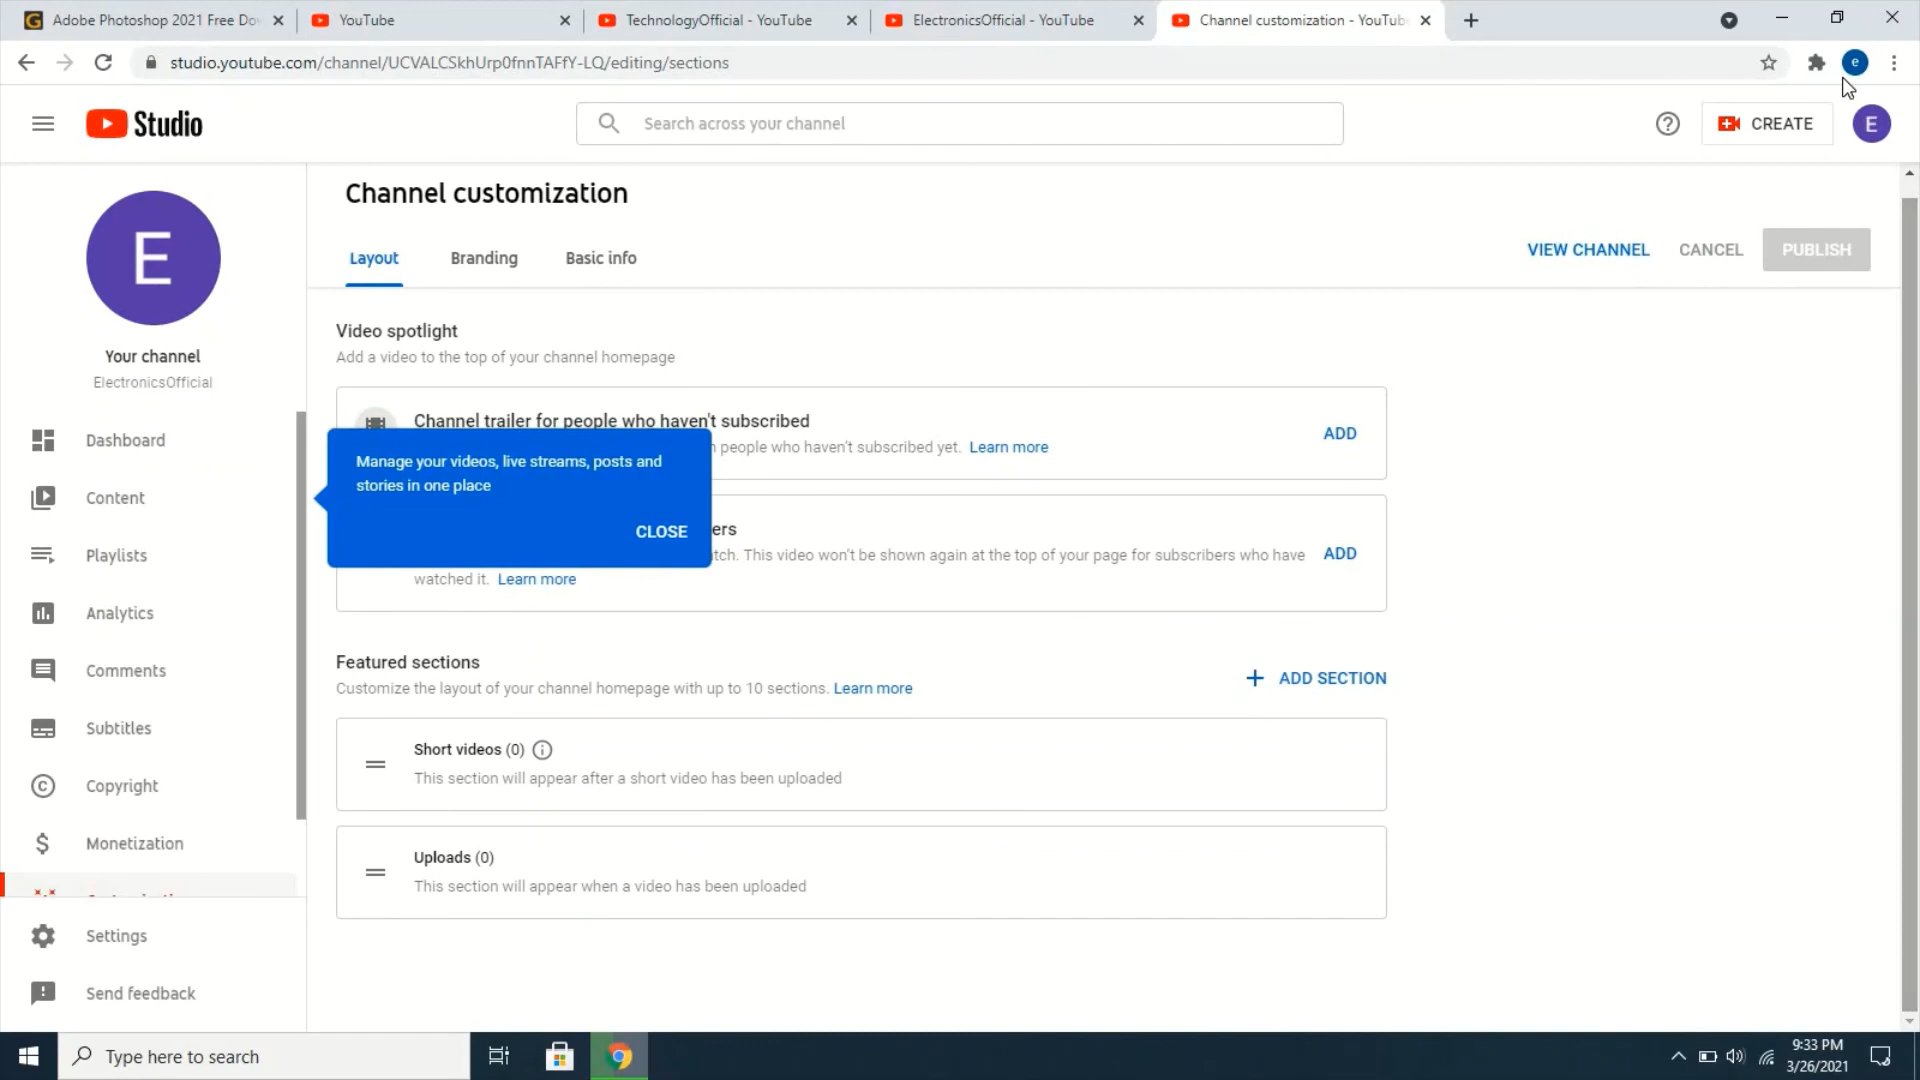 Adobe Photoshop 2021 Free Do
YouTube
TechnologyOfficial - YouTube
ElectronicsOfficial - YouTube
Channel customization - YouTub
studio.youtube.com/channel/UCVALCSkhUrp0fnnTAFfY-LQ/editing/sections
e
Studio
Search across your channel
CREATE
E
E
Your channel
ElectronicsOfficial
Dashboard
Content
Playlists
Analytics
Comments
Subtitles
Copyright
Monetization
Settings
Send feedback
Channel customization
Layout
Branding
Basic info
VIEW CHANNEL
CANCEL
PUBLISH
Video spotlight
Add a video to the top of your channel homepage
Channel trailer for people who haven't subscribed
people who haven't subscribed yet. Learn more
ADD
Manage your videos, live streams, posts and
stories in one place
CLOSE
ers
tch. This video won't be shown again at the top of your page for subscribers who have
watched it. Learn more
ADD
Featured sections
Customize the layout of your channel homepage with up to 10 sections. Learn more
+ ADD SECTION
Short videos (0)
This section will appear after a short video has been uploaded
Uploads (0)
This section will appear when a video has been uploaded
Type here to search
9:33 PM
3/26/2021